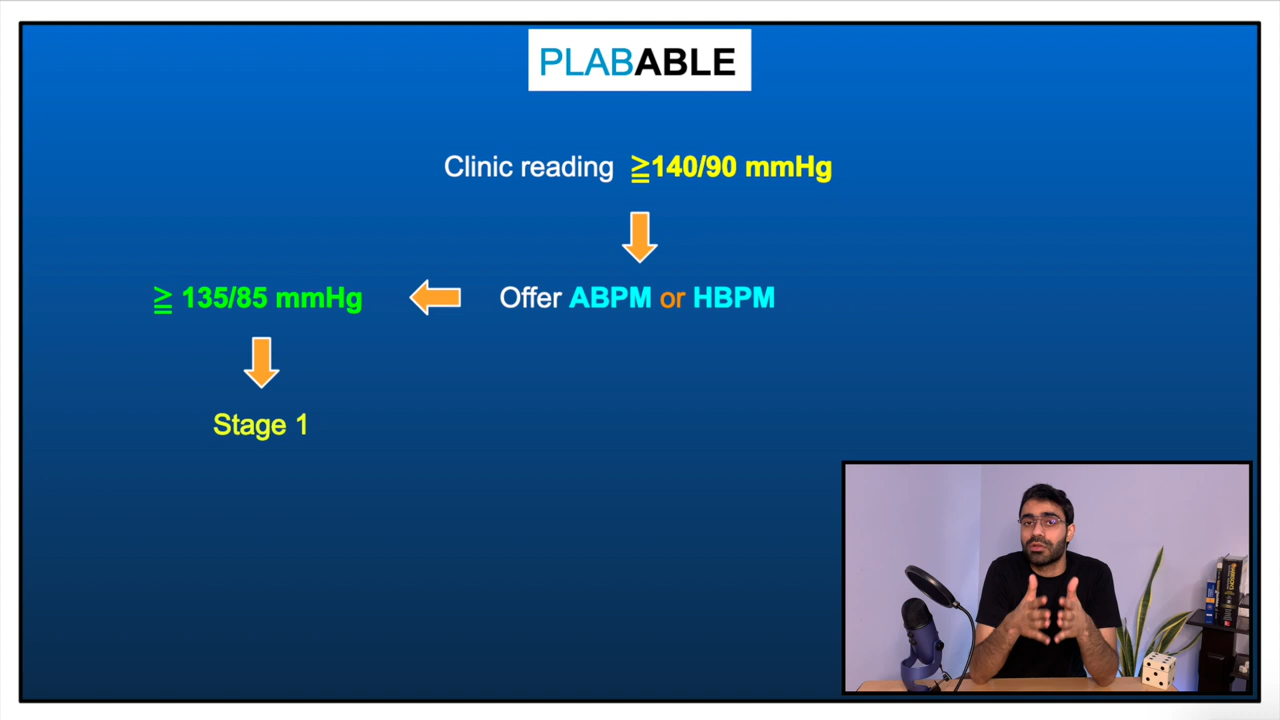 PLABABLE
Clinic reading ≧140/90 mmHg
≧ 135/85 mmHg
Offer ABPM or HBPM
Stage 1